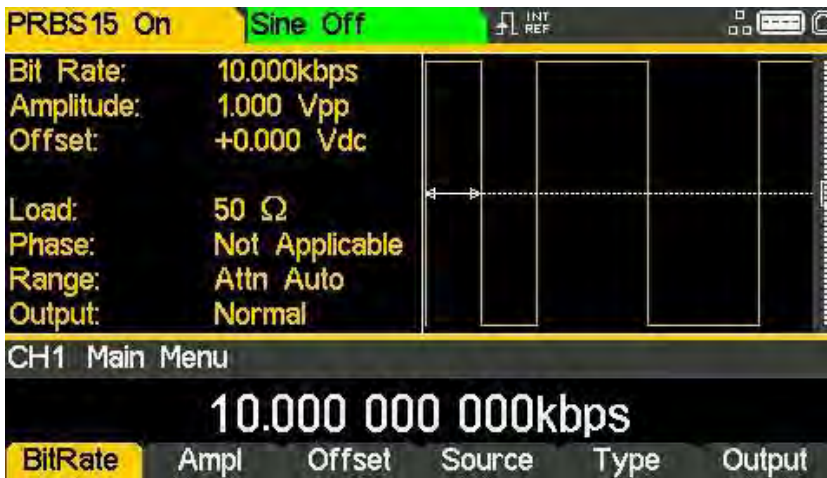 PRBS15 On Sine Off INT REF
Bit Rate: 10.000kbps
Amplitude: 1.000 Vpp
Offset: +0.000 Vdc
Load: 50 Ω
Phase: Not Applicable
Range: Attn Auto
Output: Normal
CH1 Main Menu
10.000 000 000kbps
BitRate Ampl Offset Source Type Output